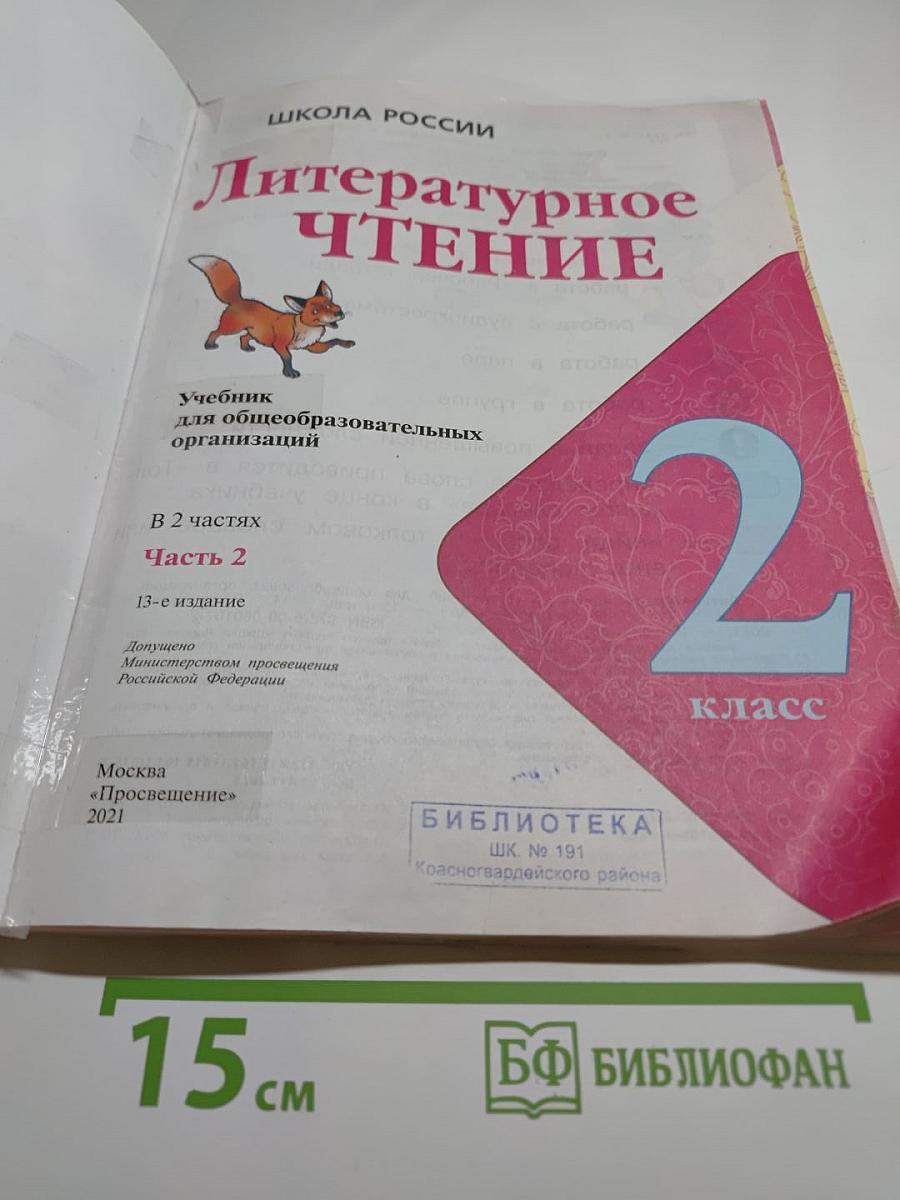 ШКОЛА РОССИИ
Литературное
ЧТЕНИЕ
Учебник
для общеобразовательных
организаций
В 2 частях
Часть 2
13-е издание
Допущено
Министерством просвещения
Российской Федерации
2
класс
Москва
«Просвещение»
2021
БИБЛИОТЕКА
ШК. № 191
Красногвардейского района
15 см
БФ БИБЛИОФАН